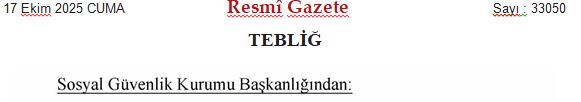 17 Ekim 2025 CUMA Resmî Gazete Sayı : 33050
TEBLİĞ
Sosyal Güvenlik Kurumu Başkanlığından: